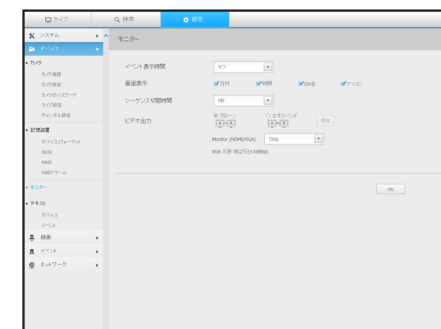 ライブ
検索
設定
システム
デバイス
カメラ
カメラ登録
カメラ設定
カメラのパスワード
ライブ設定
チャンネル設定
記憶装置
デバイス/フォーマット
iSCSI
RAID
HDDアラーム
モニター
テキスト
デバイス
イベント
録画
イベント
ネットワーク
モニター
イベント表示時間
オフ
画面表示
日付
時間
CH名
アイコン
シーケンス切替時間
5秒
ビデオ出力
クローン
エキスパンド
A
A
A
B
設定
Monitor (HDMI/VGA)
720p
OK